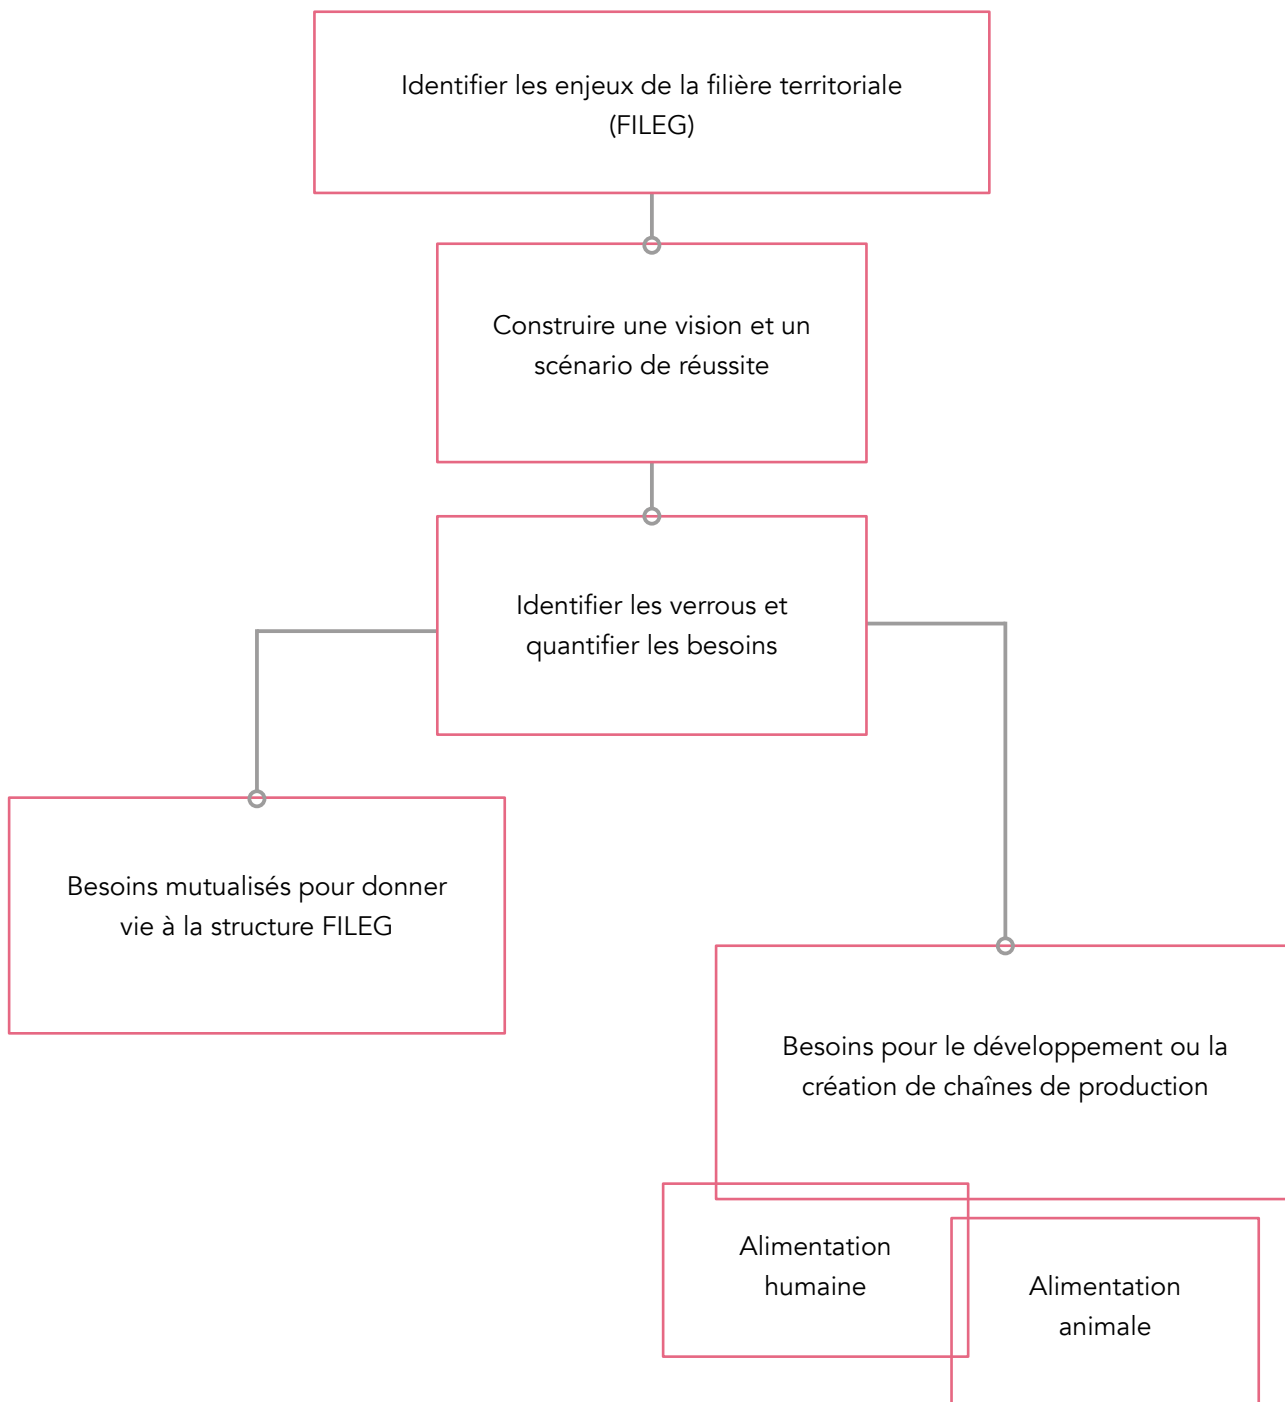 Identifier les enjeux de la filière territoriale
(FILEG)
Construire une vision et un
scénario de réussite
Identifier les verrous et
quantifier les besoins
Besoins mutualisés pour donner
vie à la structure FILEG
Besoins pour le développement ou la
création de chaînes de production
Alimentation
humaine
Alimentation
animale